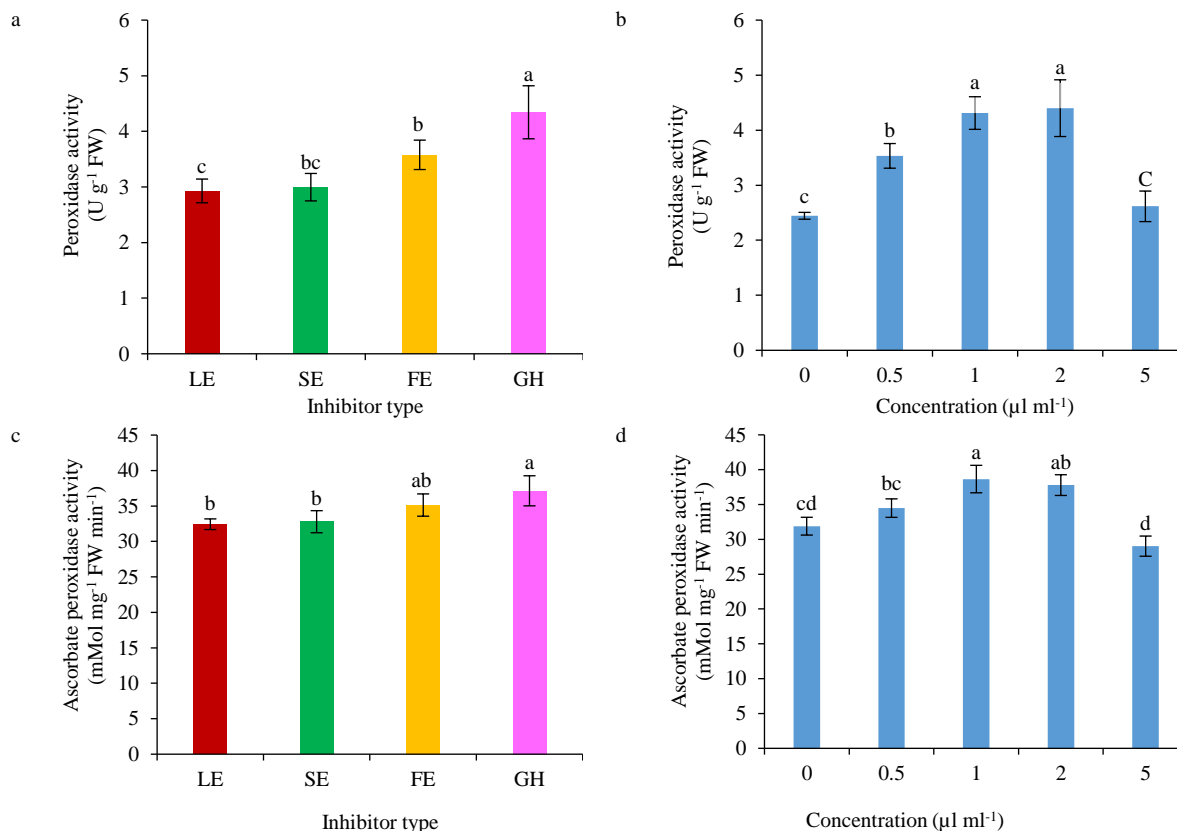 a
Peroxidase activity
(U g⁻¹ FW)
6
5
4
3
2
1
0
c
bc
b
a
LE SE FE GH
Inhibitor type
b
Peroxidase activity
(U g⁻¹ FW)
6
5
4
3
2
1
0
c
b
a
a
C
0 0.5 1 2 5
Concentration (µl ml⁻¹)
c
Ascorbate peroxidase activity
(mMol mg⁻¹ FW min⁻¹)
45
40
35
30
25
20
15
10
5
0
b
b
ab
a
LE SE FE GH
Inhibitor type
d
Ascorbate peroxidase activity
(mMol mg⁻¹ FW min⁻¹)
45
40
35
30
25
20
15
10
5
0
cd
bc
a
ab
d
0 0.5 1 2 5
Concentration (µl ml⁻¹)